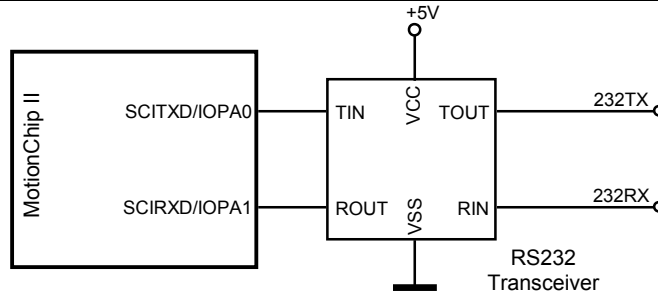 +5V
MotionChip II
SCITXD/IOPA0
TIN
VCC
TOUT
232TX
SCIRXD/IOPA1
ROUT
VSS
RIN
232RX
RS232
Transceiver